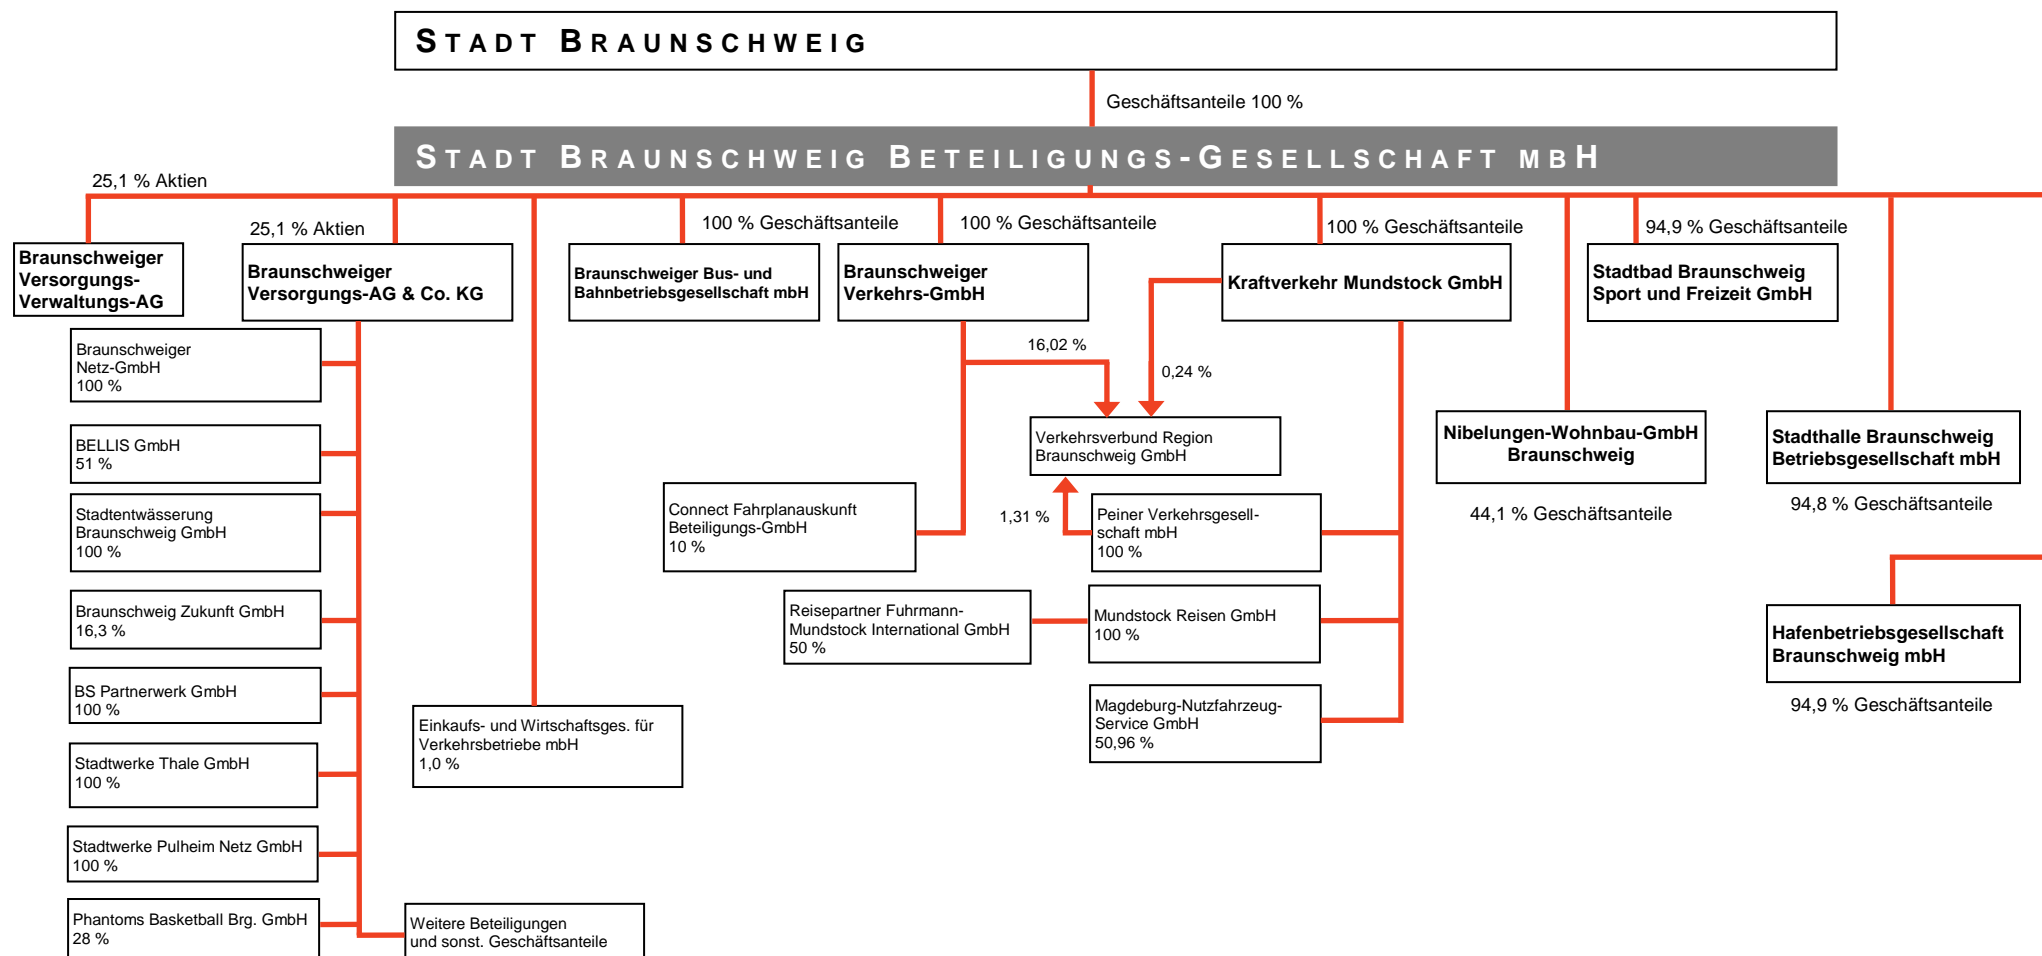 STADT BRAUNSCHWEIG
Geschäftsanteile 100 %
STADT BRAUNSCHWEIG BETEILIGUNGS-GESELLSCHAFT MBH
25,1 % Aktien
25,1 % Aktien
100 % Geschäftsanteile
100 % Geschäftsanteile
100 % Geschäftsanteile
94,9 % Geschäftsanteile
Braunschweiger
Versorgungs-
Verwaltungs-AG
Braunschweiger
Versorgungs-AG & Co. KG
Braunschweiger Bus- und
Bahnbetriebsgesellschaft mbH
Braunschweiger
Verkehrs-GmbH
Kraftverkehr Mundstock GmbH
Stadtbad Braunschweig
Sport und Freizeit GmbH
Braunschweiger
Netz-GmbH
100 %
BELLIS GmbH
51 %
Stadtentwässerung
Braunschweig GmbH
100 %
Braunschweig Zukunft GmbH
16,3 %
BS Partnerwerk GmbH
100 %
Stadtwerke Thale GmbH
100 %
Stadtwerke Pulheim Netz GmbH
100 %
Phantoms Basketball Brg. GmbH
28 %
Weitere Beteiligungen
und sonst. Geschäftsanteile
Einkaufs- und Wirtschaftsges. für
Verkehrsbetriebe mbH
1,0 %
16,02 %
0,24 %
Verkehrsverbund Region
Braunschweig GmbH
Connect Fahrplanauskunft
Beteiligungs-GmbH
10 %
1,31 %
Peiner Verkehrsgesell-
schaft mbH
100 %
Reisepartner Fuhrmann-
Mundstock International GmbH
50 %
Mundstock Reisen GmbH
100 %
Magdeburg-Nutzfahrzeug-
Service GmbH
50,96 %
Nibelungen-Wohnbau-GmbH
Braunschweig
44,1 % Geschäftsanteile
Stadthalle Braunschweig
Betriebsgesellschaft mbH
94,8 % Geschäftsanteile
Hafenbetriebsgesellschaft
Braunschweig mbH
94,9 % Geschäftsanteile